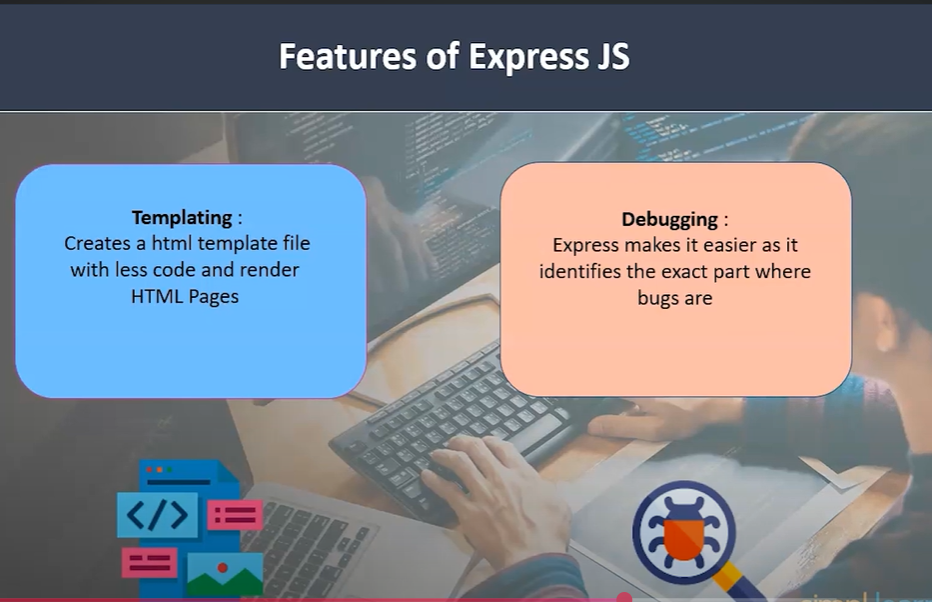 Features of Express JS
Templating :
Creates a html template file
with less code and render
HTML Pages
Debugging :
Express makes it easier as it
identifies the exact part where
bugs are